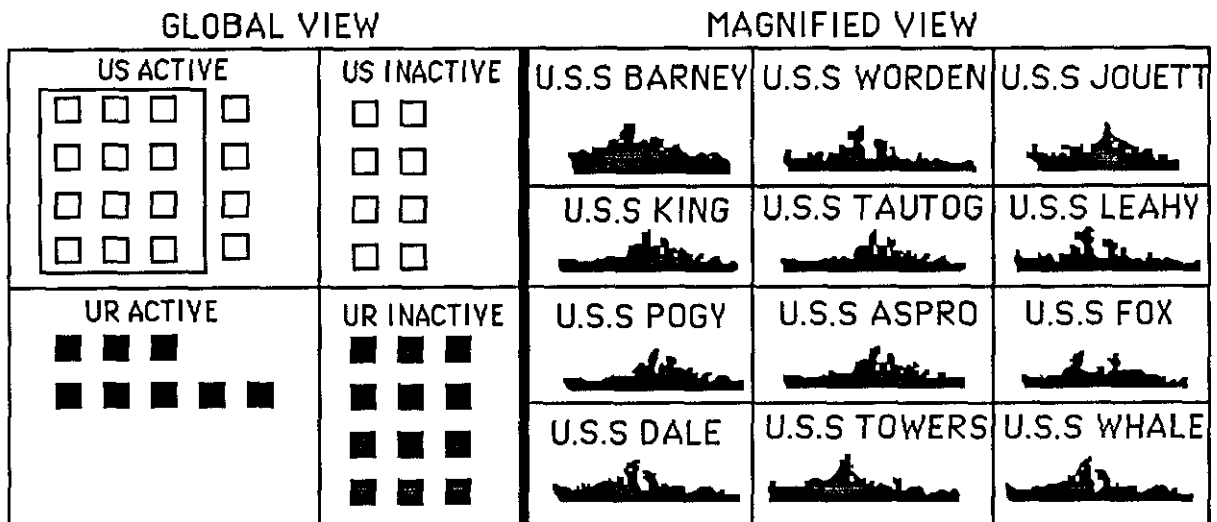 GLOBAL VIEW
MAGNIFIED VIEW
US ACTIVE
US INACTIVE
UR ACTIVE
UR INACTIVE
U.S.S BARNEY
U.S.S WORDEN
U.S.S JOUETT
U.S.S KING
U.S.S TAUTOG
U.S.S LEAHY
U.S.S POGY
U.S.S ASPRO
U.S.S FOX
U.S.S DALE
U.S.S TOWERS
U.S.S WHALE